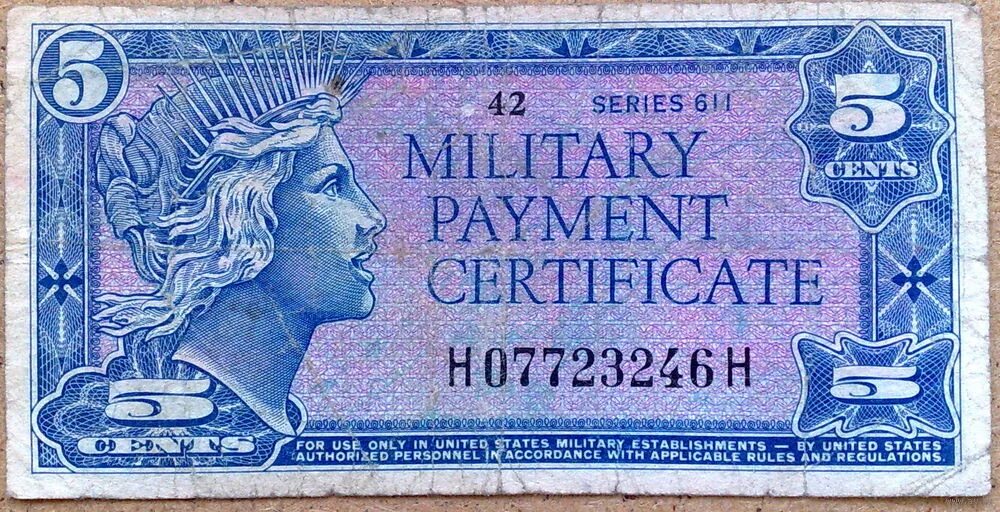 5
42 SERIES 611
5
CENTS
MILITARY
PAYMENT
CERTIFICATE
H07723246H
5
CENTS
5
FOR USE ONLY IN UNITED STATES MILITARY ESTABLISHMENTS — BY UNITED STATES
AUTHORIZED PERSONNEL IN ACCORDANCE WITH APPLICABLE RULES AND REGULATIONS.